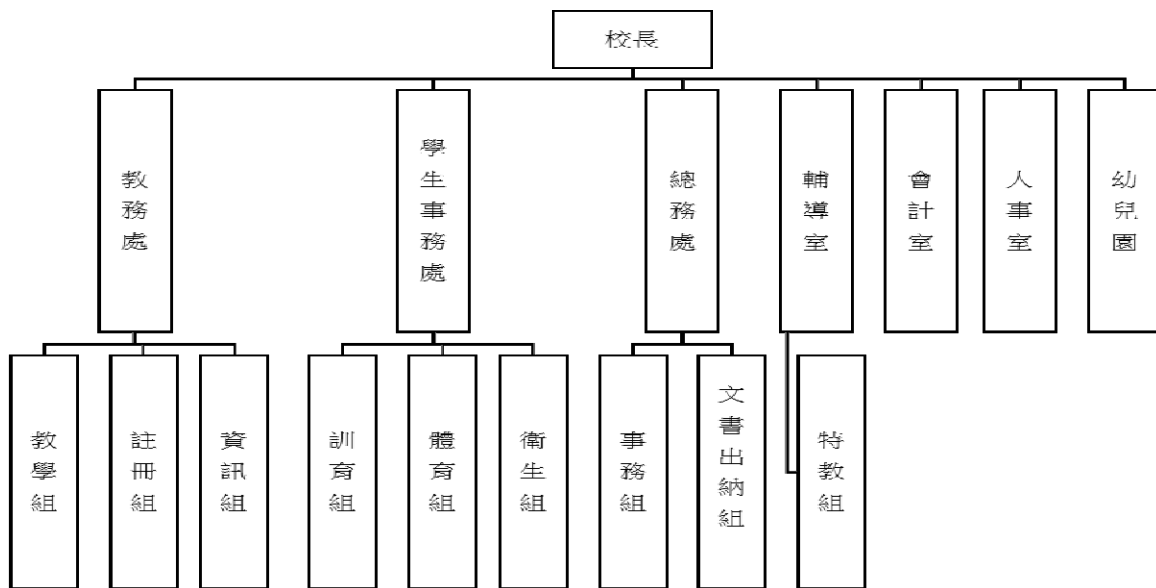 校長
教務處
學生事務處
總務處
輔導室
會計室
人事室
幼兒園
教學組
註冊組
資訊組
訓育組
體育組
衛生組
事務組
文書出納組
特教組